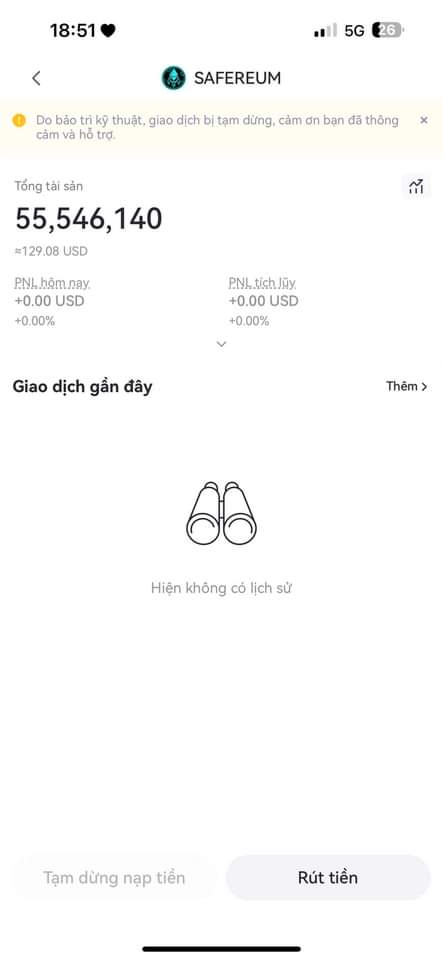 18:51
5G
26
SAFEREUM
Do bảo trì kỹ thuật, giao dịch bị tạm dừng, cảm ơn bạn đã thông
cảm và hỗ trợ.
Tổng tài sản
55,546,140
≈129.08 USD
PNL hôm nay
PNL tích lũy
+0.00 USD
+0.00 USD
+0.00%
+0.00%
Giao dịch gần đây
Thêm
Hiện không có lịch sử
Tạm dừng nạp tiền
Rút tiền